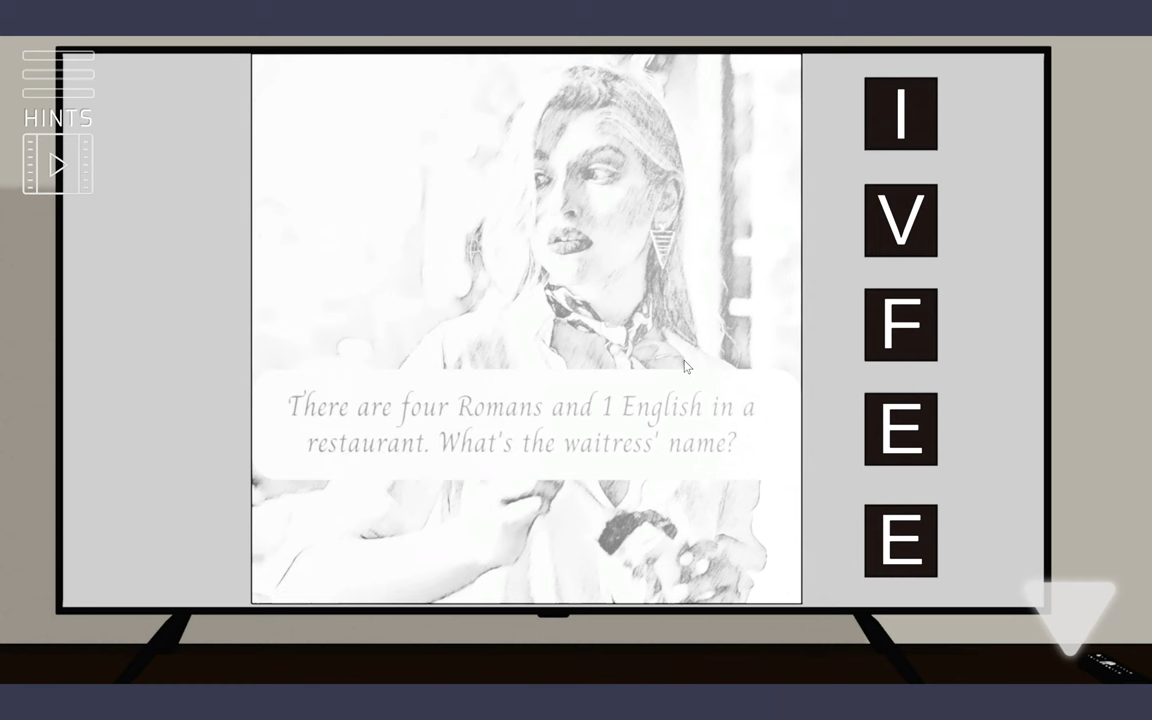 HINTS
There are four Romans and 1 English in a
restaurant. What's the waitress' name?
I
V
F
E
E